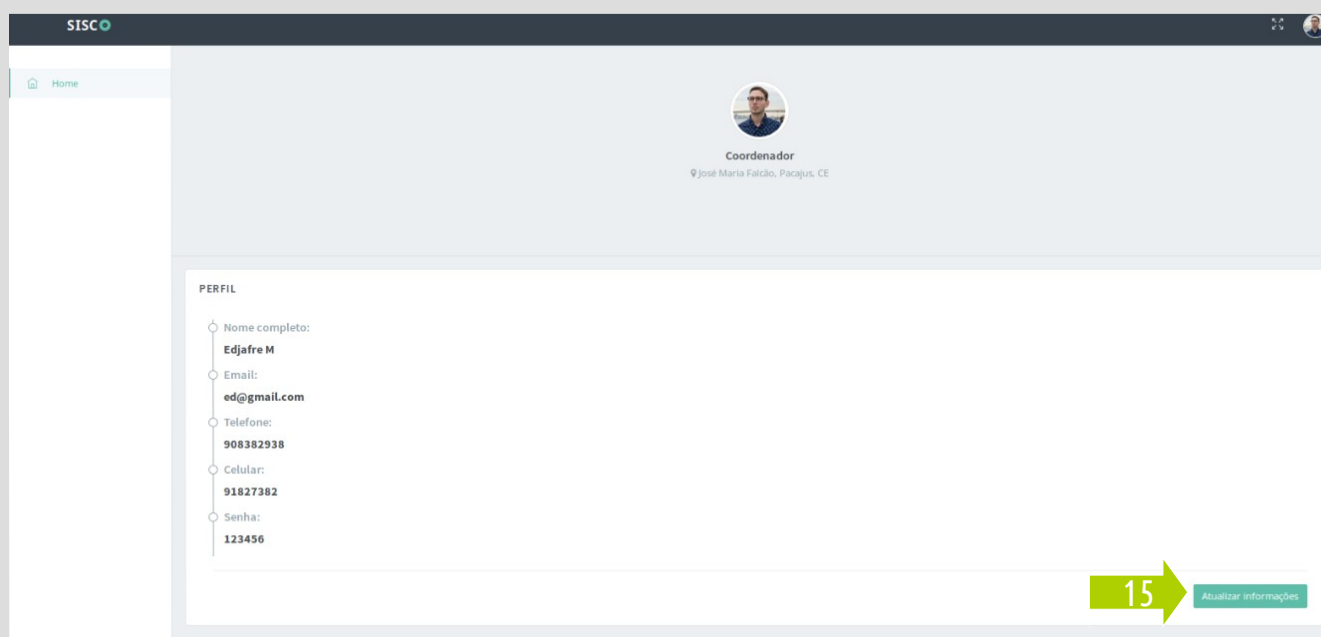 SISCO
Home
Coordenador
José Maria Falcão, Pacajus, CE
PERFIL
Nome completo:
Edjafre M
Email:
ed@gmail.com
Telefone:
908382938
Celular:
91827382
Senha:
123456
15
Atualizar informações